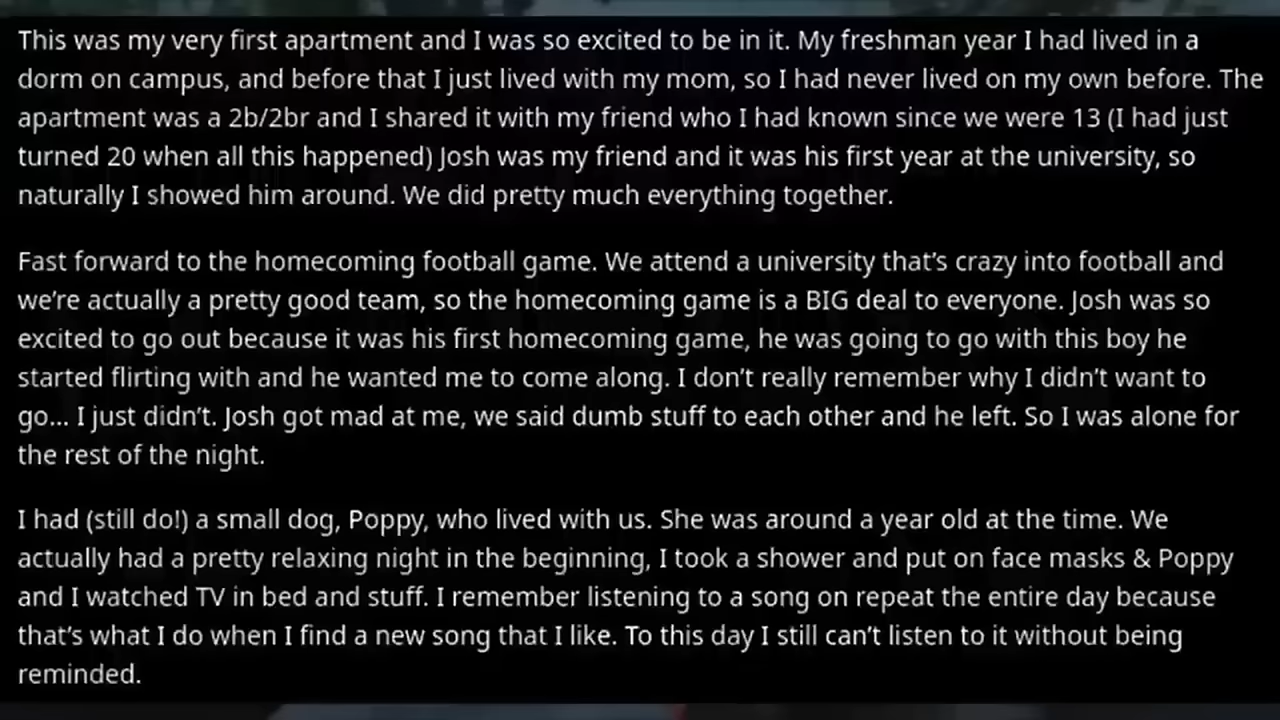 This was my very first apartment and I was so excited to be in it. My freshman year I had lived in a
dorm on campus, and before that I just lived with my mom, so I had never lived on my own before. The
apartment was a 2b/2br and I shared it with my friend who I had known since we were 13 (I had just
turned 20 when all this happened) Josh was my friend and it was his first year at the university, so
naturally I showed him around. We did pretty much everything together.
Fast forward to the homecoming football game. We attend a university that's crazy into football and
we're actually a pretty good team, so the homecoming game is a BIG deal to everyone. Josh was so
excited to go out because it was his first homecoming game, he was going to go with this boy he
started flirting with and he wanted me to come along. I don't really remember why I didn't want to
go... I just didn't. Josh got mad at me, we said dumb stuff to each other and he left. So I was alone for
the rest of the night.
I had (still do!) a small dog, Poppy, who lived with us. She was around a year old at the time. We
actually had a pretty relaxing night in the beginning, I took a shower and put on face masks & Poppy
and I watched TV in bed and stuff. I remember listening to a song on repeat the entire day because
that's what I do when I find a new song that I like. To this day I still can't listen to it without being
reminded.